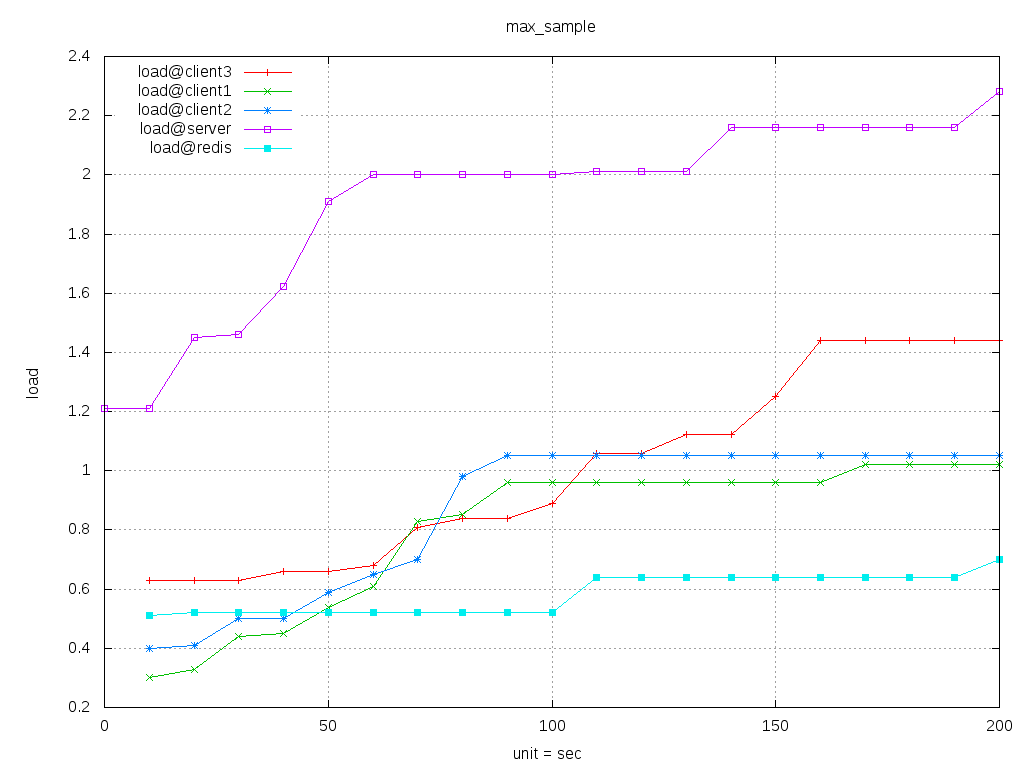 max_sample
load@client3
load@client1
load@client2
load@server
load@redis
2.4
2.2
2
1.8
1.6
1.4
1.2
1
0.8
0.6
0.4
0.2
load
0 50 100 150 200
unit = sec